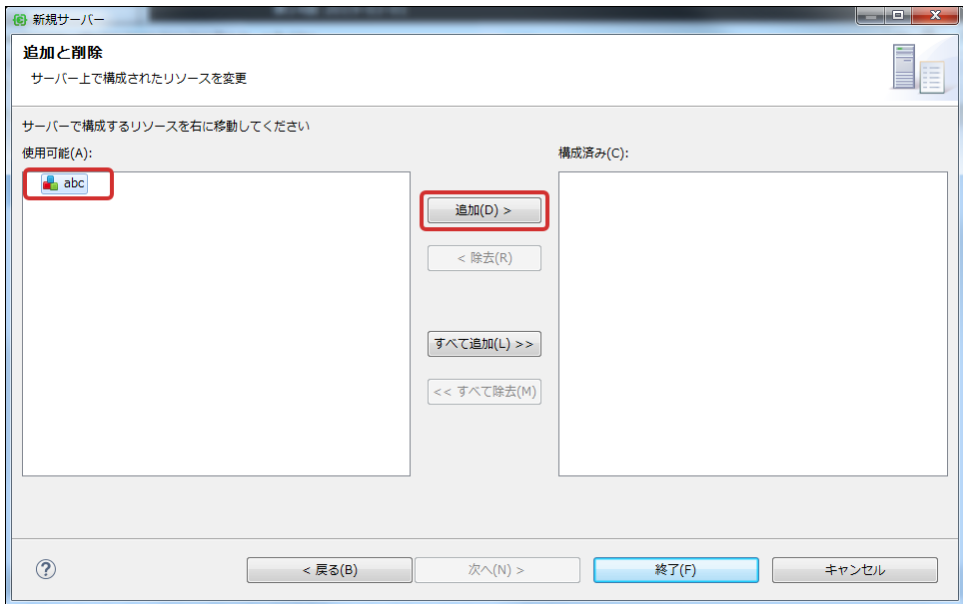 新規サーバー
追加と削除
サーバー上で構成されたリソースを変更
サーバーで構成するリソースを右に移動してください
使用可能(A):
構成済み(C):
abc
追加(D) >
< 除去(R)
すべて追加(L) >>
<< すべて除去(M)
< 戻る(B)
次へ(N) >
終了(F)
キャンセル